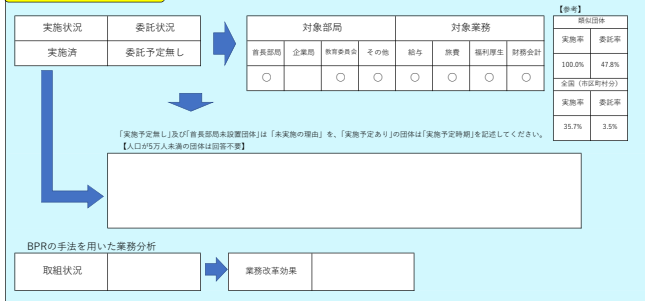 【参考】
実施状況 委託状況
実施済 委託予定無し
対象部局 対象業務
首長部局 企業局 教育委員会 その他 給与 旅費 福利厚生 財務会計
○ ○ ○ ○ ○ ○ ○
類似団体
実施率 委託率
100.0% 47.8%
全国（市区町村分）
実施率 委託率
35.7% 3.5%
「実施予定無し」及び「首長部局未設置団体」は「未実施の理由」を、「実施予定あり」の団体は「実施予定時期」を記述してください。
【人口が5万人未満の団体は回答不要】
BPRの手法を用いた業務分析
取組状況
業務改革効果